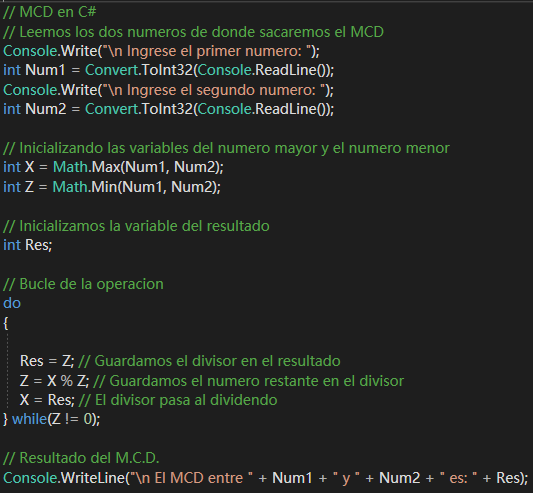 // MCD en C#
// Leemos los dos numeros de donde sacaremos el MCD
Console.Write("\n Ingrese el primer numero: ");
int Num1 = Convert.ToInt32(Console.ReadLine());
Console.Write("\n Ingrese el segundo numero: ");
int Num2 = Convert.ToInt32(Console.ReadLine());

// Inicializando las variables del numero mayor y el numero menor
int X = Math.Max(Num1, Num2);
int Z = Math.Min(Num1, Num2);

// Inicializamos la variable del resultado
int Res;

// Bucle de la operacion
do
{

    Res = Z; // Guardamos el divisor en el resultado
    Z = X % Z; // Guardamos el numero restante en el divisor
    X = Res; // El divisor pasa al dividendo
} while(Z != 0);

// Resultado del M.C.D.
Console.WriteLine("\n El MCD entre " + Num1 + " y " + Num2 + " es: " + Res);